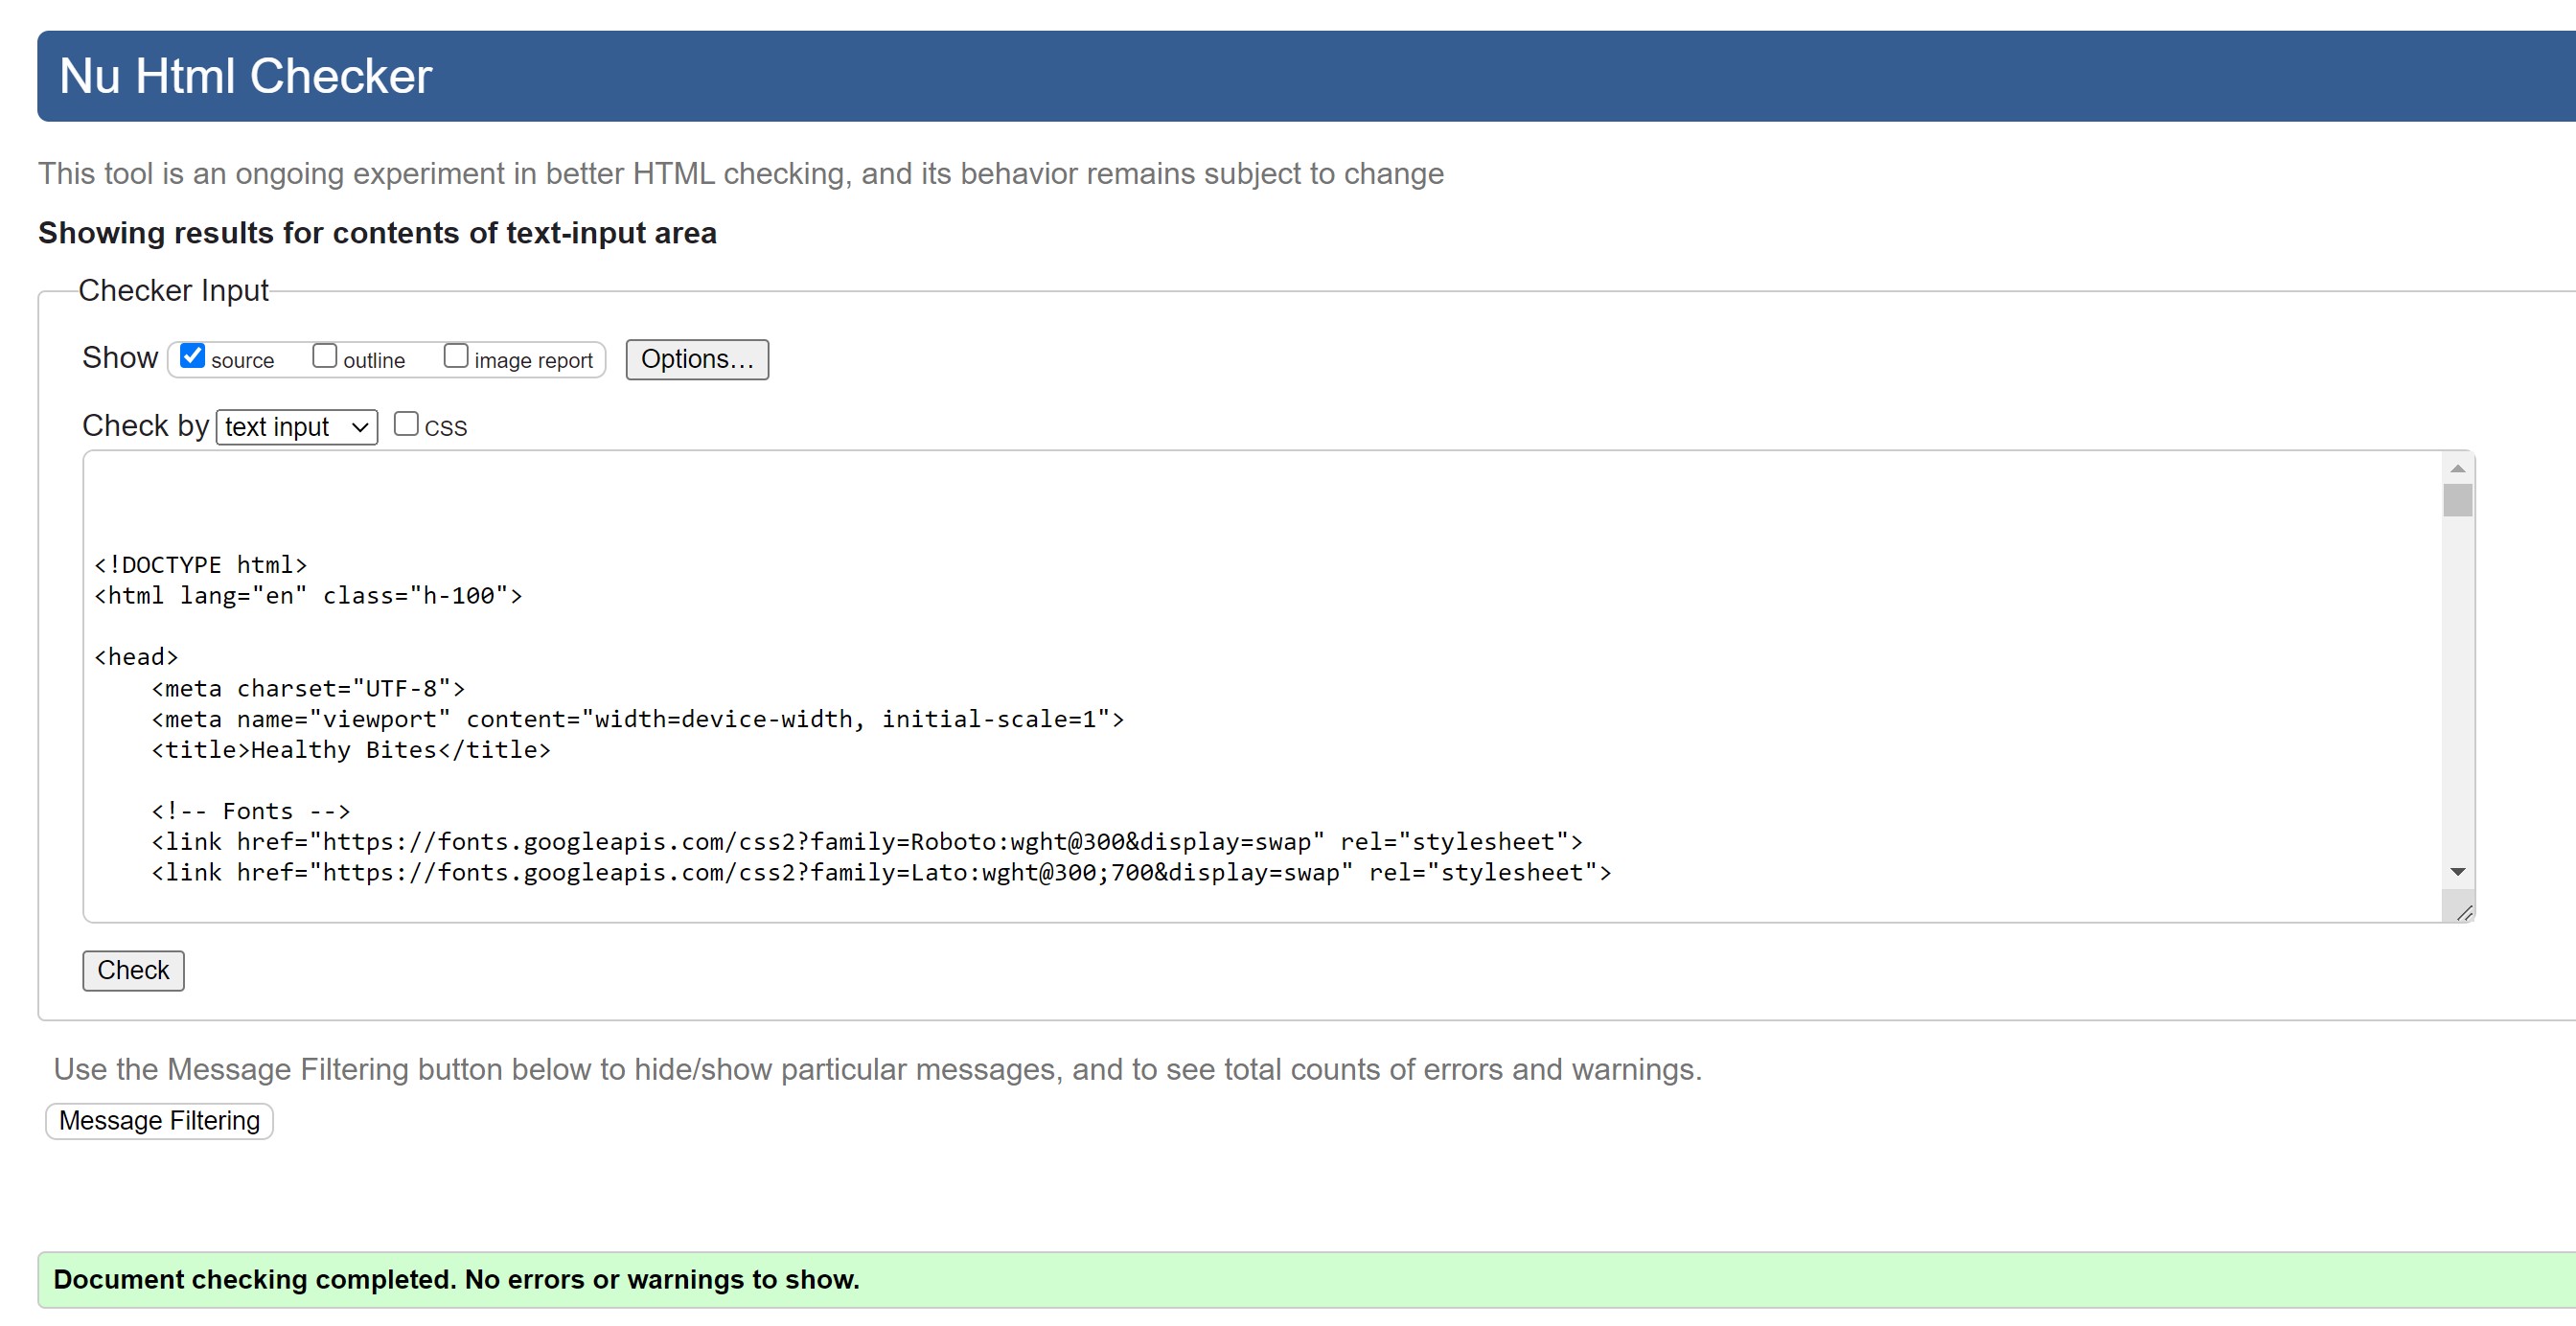 Nu Html Checker
This tool is an ongoing experiment in better HTML checking, and its behavior remains subject to change
Showing results for contents of text-input area
Checker Input
Show source outline image report Options...
Check by text input CSS
<!DOCTYPE html>
<html lang="en" class="h-100">
<head>
    <meta charset="UTF-8">
    <meta name="viewport" content="width=device-width, initial-scale=1">
    <title>Healthy Bites</title>
    <!-- Fonts -->
    <link href="https://fonts.googleapis.com/css2?family=Roboto:wght@300&display=swap" rel="stylesheet">
    <link href="https://fonts.googleapis.com/css2?family=Lato:wght@300;700&display=swap" rel="stylesheet">
Check
Use the Message Filtering button below to hide/show particular messages, and to see total counts of errors and warnings.
Message Filtering
Document checking completed. No errors or warnings to show.